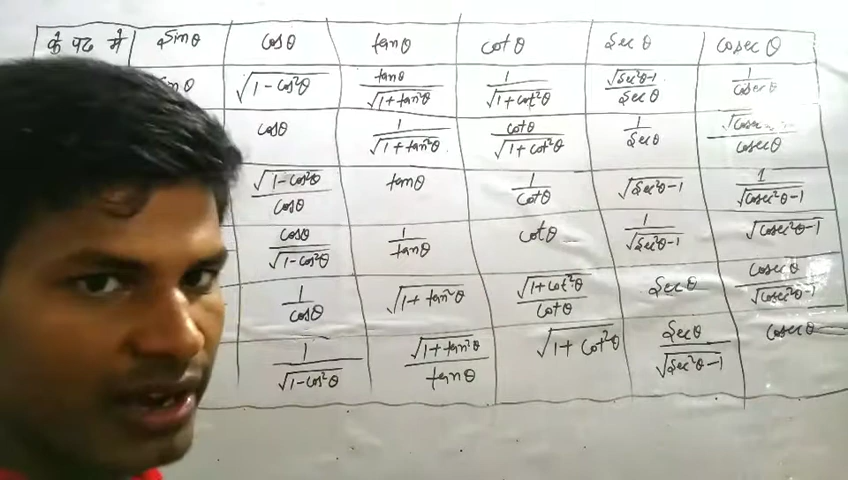 के पद में sinθ cosθ tanθ cotθ secθ cosecθ
inθ √(1-cos²θ) tanθ/√(1+tan²θ) 1/√(1+cot²θ) √(sec²θ-1)/secθ 1/cosecθ
cosθ 1/√(1+tan²θ) cotθ/√(1+cot²θ) 1/secθ √cosec/cosecθ
√(1-cos²θ)/cosθ tanθ 1/cotθ √(sec²θ-1) 1/√(cosec²θ-1)
cosθ/√(1-cos²θ) 1/tanθ cotθ 1/√(sec²θ-1) √(cosec²θ-1)
1/cosθ √(1+tan²θ) √(1+cot²θ)/cotθ secθ cosecθ/√(cosec²θ-1)
1/√(1-cos²θ) √(1+tan²θ)/tanθ √(1+cot²θ) secθ/√(sec²θ-1) cosecθ